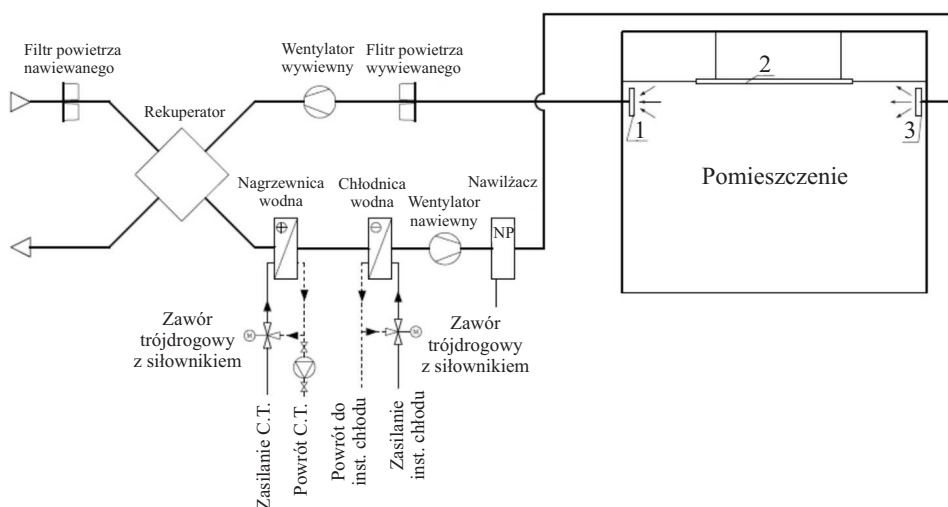 Filtr powietrza
nawiewanego
Wentylator
wywiewny
Flitr powietrza
wywiewanego
Rekuperator
2
1
3
Pomieszczenie
Nagrzewnica
wodna
Chłodnica
wodna
Wentylator
nawiewny
Nawilżacz
NP
M
M
Zawór
trójdrogowy
z siłownikiem
Zawór
trójdrogowy
z siłownikiem
Zasilanie C.T.
Powrót C.T.
Powrót do
inst. chłodu
Zasilanie
inst. chłodu